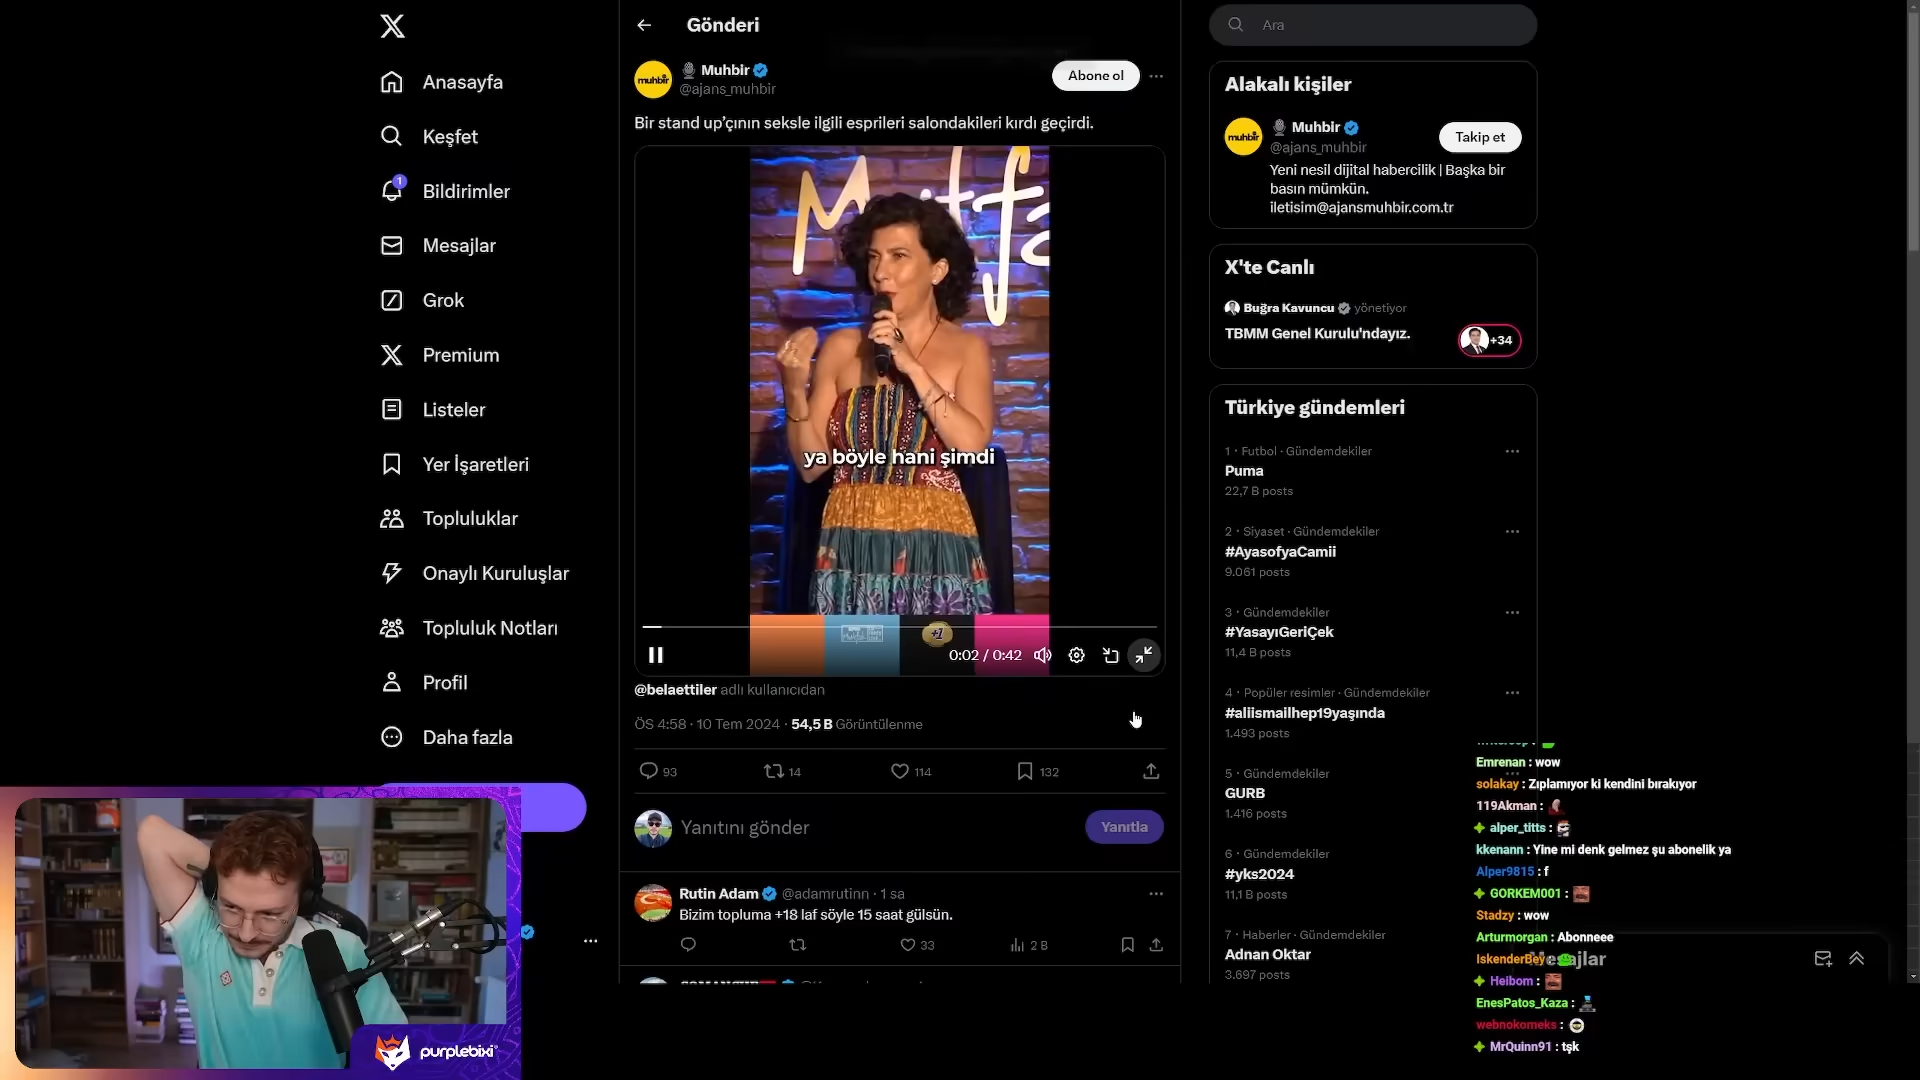 Anasayfa
Keşfet
1
Bildirimler
Mesajlar
Grok
Premium
Listeler
Yer İşaretleri
Topluluklar
Onaylı Kuruluşlar
Topluluk Notları
Profil
Daha fazla
Gönderi
muhbir
Muhbir
@ajans_muhbir
Abone ol
Bir stand up’çının seksle ilgili esprileri salondakileri kırdı geçirdi.
ya böyle hani şimdi
+1
0:02 / 0:42
@belaettiler adlı kullanıcıdan
ÖS 4:58 · 10 Tem 2024 · 54,5 B Görüntülenme
93
14
114
132
Yanıtını gönder
Yanıtla
Rutin Adam @adamrutinn · 1 sa
Bizim topluma +18 laf söyle 15 saat gülsün.
33
2 B
Ara
Alakalı kişiler
muhbir
Muhbir
@ajans_muhbir
Takip et
Yeni nesil dijital habercilik | Başka bir
basın mümkün.
iletisim@ajansmuhbir.com.tr
X'te Canlı
Buğra Kavuncu yönetiyor
TBMM Genel Kurulu'ndayız.
+34
Türkiye gündemleri
1 · Futbol · Gündemdekiler
Puma
22,7 B posts
2 · Siyaset · Gündemdekiler
#AyasofyaCamii
9.061 posts
3 · Gündemdekiler
#YasayıGeriÇek
11,4 B posts
4 · Popüler resimler · Gündemdekiler
#aliismailhep19yaşında
1.493 posts
5 · Gündemdekiler
GURB
1.416 posts
6 · Gündemdekiler
#yks2024
11,1 B posts
7 · Haberler · Gündemdekiler
Adnan Oktar
3.697 posts
Emrenan : wow
solakay : Zıplamıyor ki kendini bırakıyor
119Akman :
alper_titts :
kkenann : Yine mi denk gelmez şu abonelik ya
Alper9815 : f
GORKEM001 :
Stadzy : wow
Arturmorgan : Abonneee
IskenderBey
Mesajlar
Heibom :
EnesPatos_Kaza :
webnokomeks :
MrQuinn91 : tşk
purplebixi